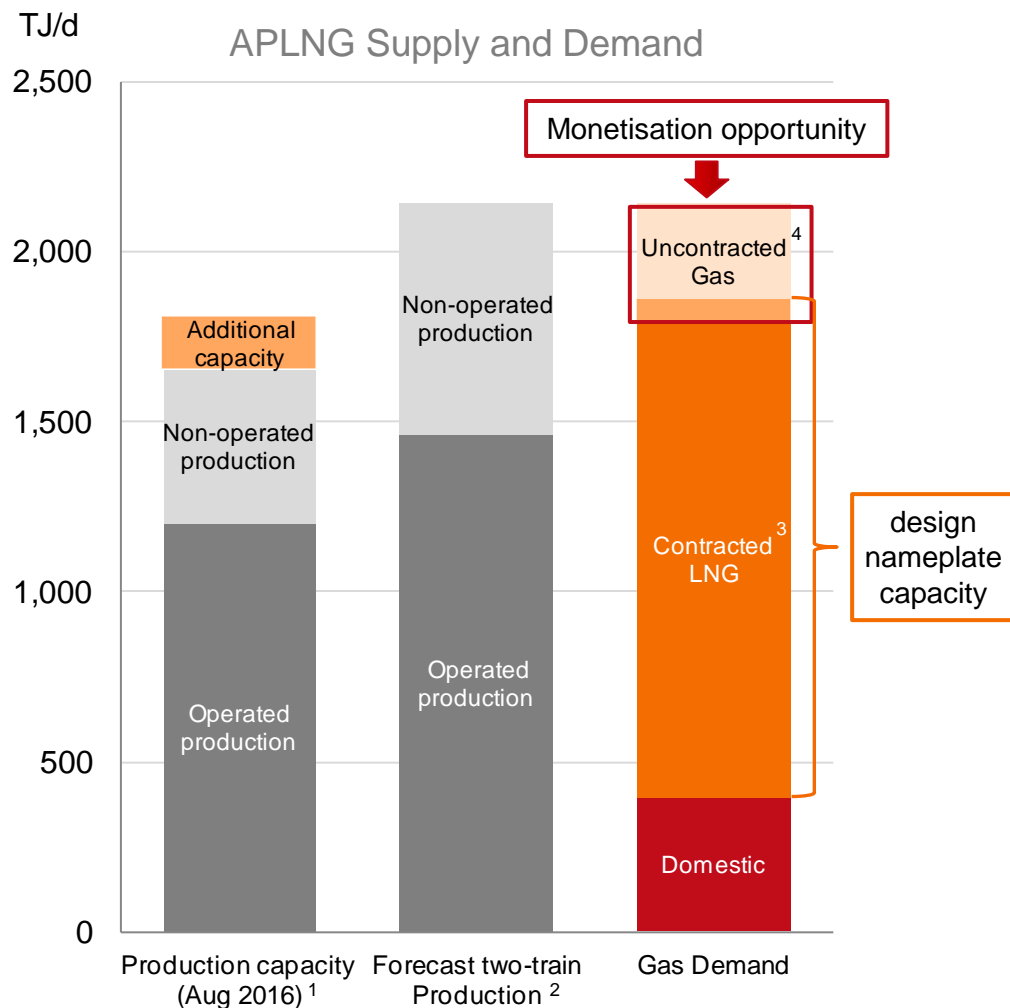 TJ/d
APLNG Supply and Demand
2,500
2,000
1,500
1,000
500
0
Additional
capacity
Non-operated
production
Operated
production
Non-operated
production
Operated
production
Monetisation opportunity
Uncontracted 4
Gas
Contracted 3
LNG
Domestic
design
nameplate
capacity
Production capacity
(Aug 2016) 1
Forecast two-train
Production 2
Gas Demand